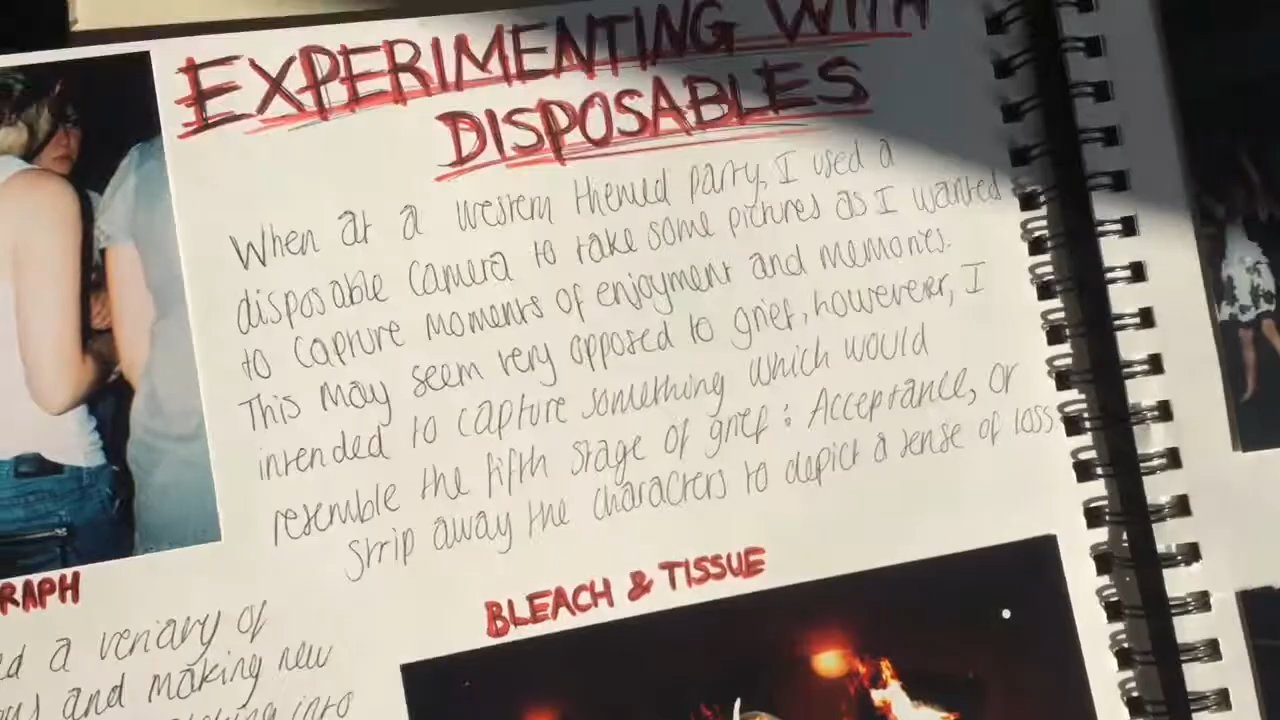 EXPERIMENTING WITH
DISPOSABLES
When at a western themed party, I used a
disposable camera to take some pictures as I wanted
to capture moments of enjoyment and memories.
This may seem very opposed to grief, however, I
intended to capture something which would
resemble the fifth stage of grief: Acceptance, or
strip away the characters to depict a sense of loss
RAPH
BLEACH & TISSUE
ed a veriary of
and making new
into